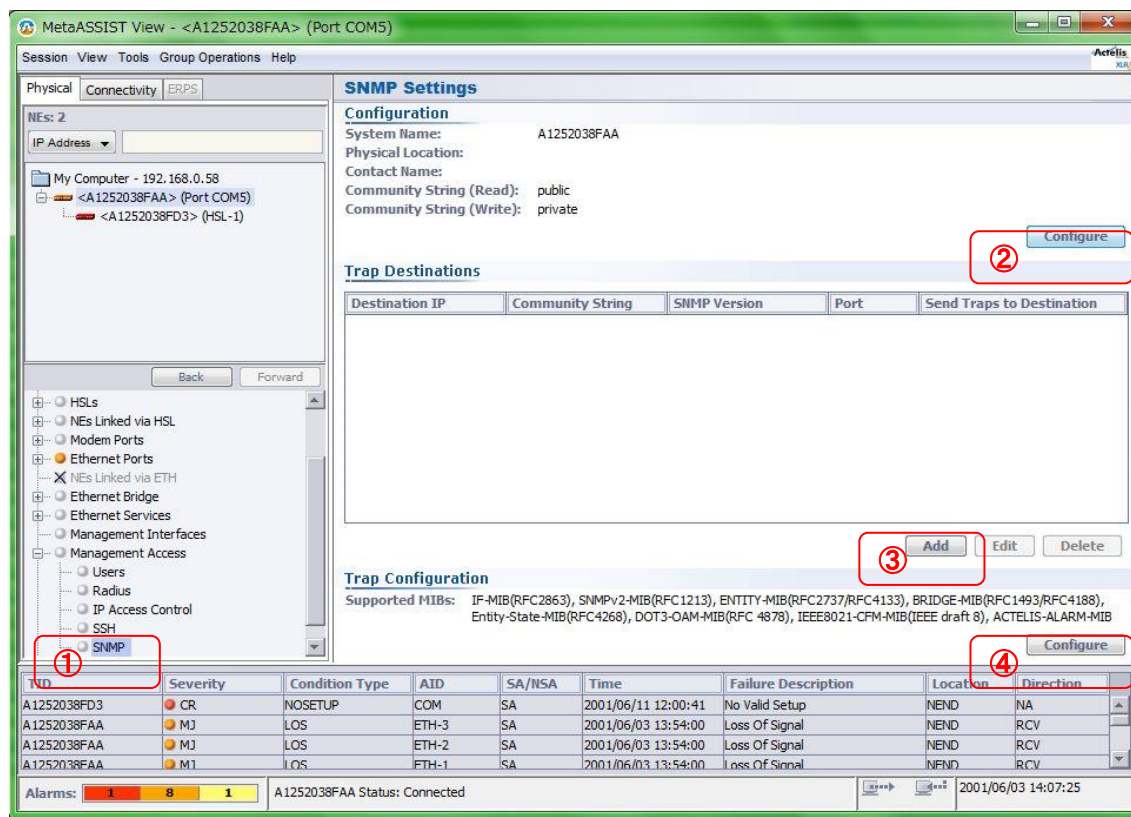 MetaASSIST View - <A1252038FAA> (Port COM5)
Session View Tools Group Operations Help
Actelis
XLR
Physical Connectivity ERPS
NEs: 2
IP Address
My Computer - 192.168.0.58
<A1252038FAA> (Port COM5)
<A1252038FD3> (HSL-1)
Back Forward
HSLs
NEs Linked via HSL
Modem Ports
Ethernet Ports
NEs Linked via ETH
Ethernet Bridge
Ethernet Services
Management Interfaces
Management Access
Users
Radius
IP Access Control
SSH
SNMP
①
SNMP Settings
Configuration
System Name: A1252038FAA
Physical Location:
Contact Name:
Community String (Read): public
Community String (Write): private
Configure
②
Trap Destinations
Destination IP Community String SNMP Version Port Send Traps to Destination
Add Edit Delete
③
Trap Configuration
Supported MIBs: IF-MIB(RFC2863), SNMPv2-MIB(RFC1213), ENTITY-MIB(RFC2737/RFC4133), BRIDGE-MIB(RFC1493/RFC4188),
Entity-State-MIB(RFC4268), DOT3-OAM-MIB(RFC 4878), IEEE8021-CFM-MIB(IEEE draft 8), ACTELIS-ALARM-MIB
Configure
④
TID Severity Condition Type AID SA/NSA Time Failure Description Location Direction
A1252038FD3 CR NOSETUP COM SA 2001/06/11 12:00:41 No Valid Setup NEND NA
A1252038FAA MJ LOS ETH-3 SA 2001/06/03 13:54:00 Loss Of Signal NEND RCV
A1252038FAA MJ LOS ETH-2 SA 2001/06/03 13:54:00 Loss Of Signal NEND RCV
A1252038FAA MJ LOS ETH-1 SA 2001/06/03 13:54:00 Loss Of Signal NEND RCV
Alarms: 1 8 1 A1252038FAA Status: Connected 2001/06/03 14:07:25